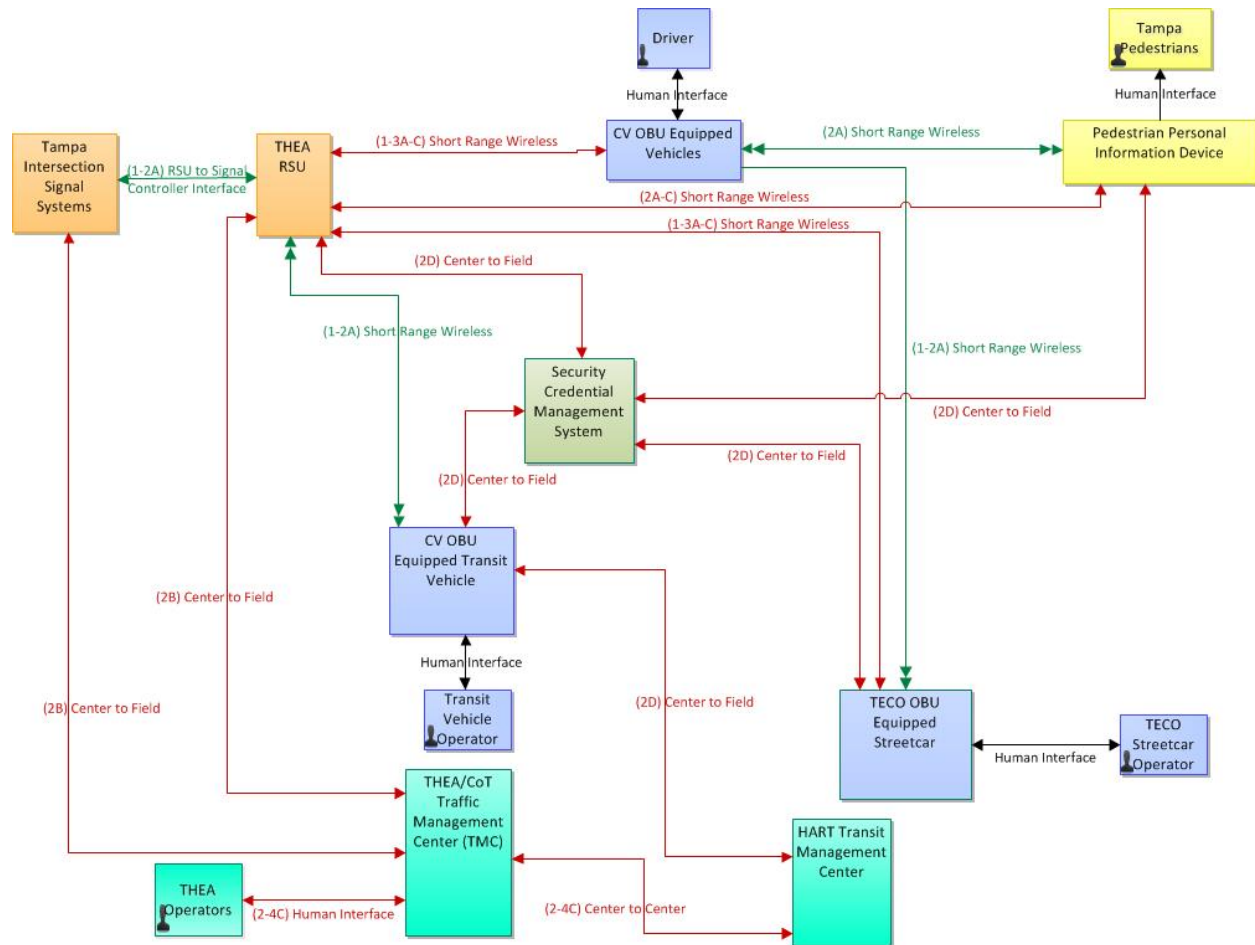 Driver
Tampa
Pedestrians
Human Interface
Human Interface
Tampa
Intersection
Signal
Systems
(1-2A) RSU to Signal
Controller Interface
THEA
RSU
(1-3A-C) Short Range Wireless
CV OBU Equipped
Vehicles
(2A) Short Range Wireless
Pedestrian Personal
Information Device
(2A-C) Short Range Wireless
(1-3A-C) Short Range Wireless
(2D) Center to Field
(1-2A) Short Range Wireless
(1-2A) Short Range Wireless
Security
Credential
Management
System
(2D) Center to Field
(2D) Center to Field
(2D) Center to Field
CV OBU
Equipped Transit
Vehicle
(2B) Center to Field
Human Interface
(2D) Center to Field
(2B) Center to Field
Transit
Vehicle
Operator
TECO OBU
Equipped
Streetcar
Human Interface
TECO
Streetcar
Operator
THEA/CoT
Traffic
Management
Center (TMC)
HART Transit
Management
Center
THEA
Operators
(2-4C) Human Interface
(2-4C) Center to Center